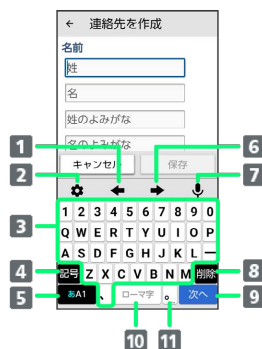 ← 連絡先を作成
名前
姓
名
姓のよみがな
名のよみがな
キャンセル 保存
1
6
2
7
3
1 2 3 4 5 6 7 8 9 0
Q W E R T Y U I O P
A S D F G H J K L ー
4
記号 Z X C V B N M 削除
8
5
あA1 、 ローマ字 。 次へ
9
10 11